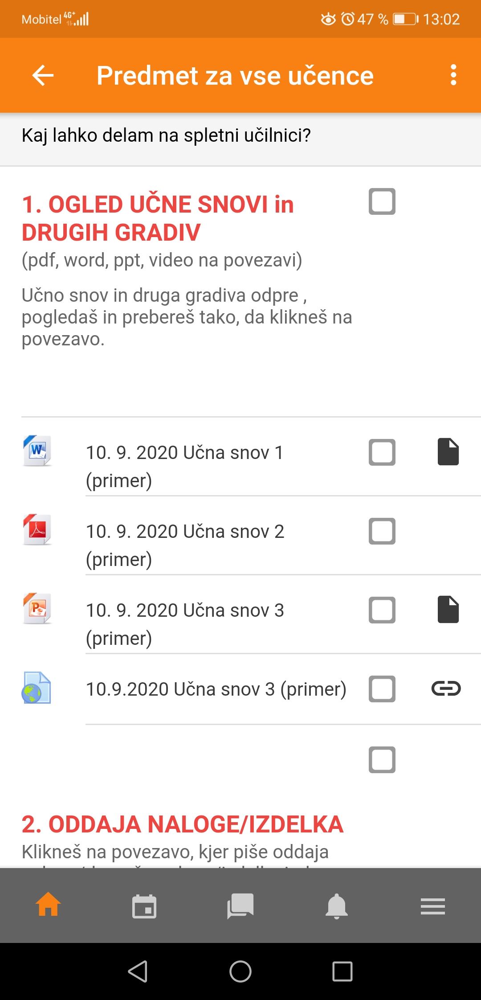 Mobitel 4G+ 47 % 13:02
Predmet za vse učence
Kaj lahko delam na spletni učilnici?
1. OGLED UČNE SNOVI in
DRUGIH GRADIV
(pdf, word, ppt, video na povezavi)
Učno snov in druga gradiva odpre ,
pogledaš in prebereš tako, da klikneš na
povezavo.
10. 9. 2020 Učna snov 1
(primer)
10. 9. 2020 Učna snov 2
(primer)
10. 9. 2020 Učna snov 3
(primer)
10.9.2020 Učna snov 3 (primer)
2. ODDAJA NALOGE/IZDELKA
Klikneš na povezavo, kjer piše oddaja